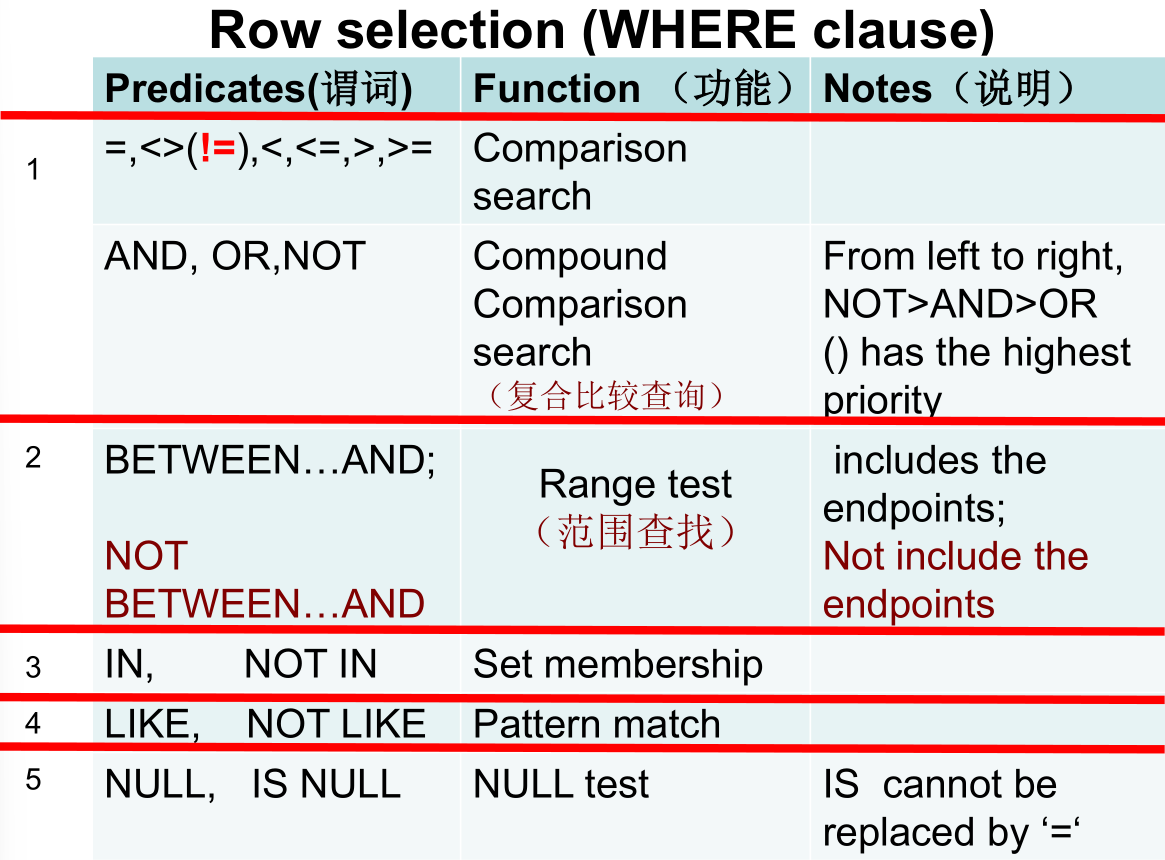 Row selection (WHERE clause)
Predicates(谓词) Function （功能） Notes（说明）
1
=,<>(!=),<,<=,>,>= Comparison
search
AND, OR,NOT Compound
Comparison
search
（复合比较查询）
From left to right,
NOT>AND>OR
() has the highest
priority
2
BETWEEN…AND;
NOT
BETWEEN…AND
Range test
（范围查找）
includes the
endpoints;
Not include the
endpoints
3 IN, NOT IN Set membership
4 LIKE, NOT LIKE Pattern match
5 NULL, IS NULL NULL test IS cannot be
replaced by ‘=‘